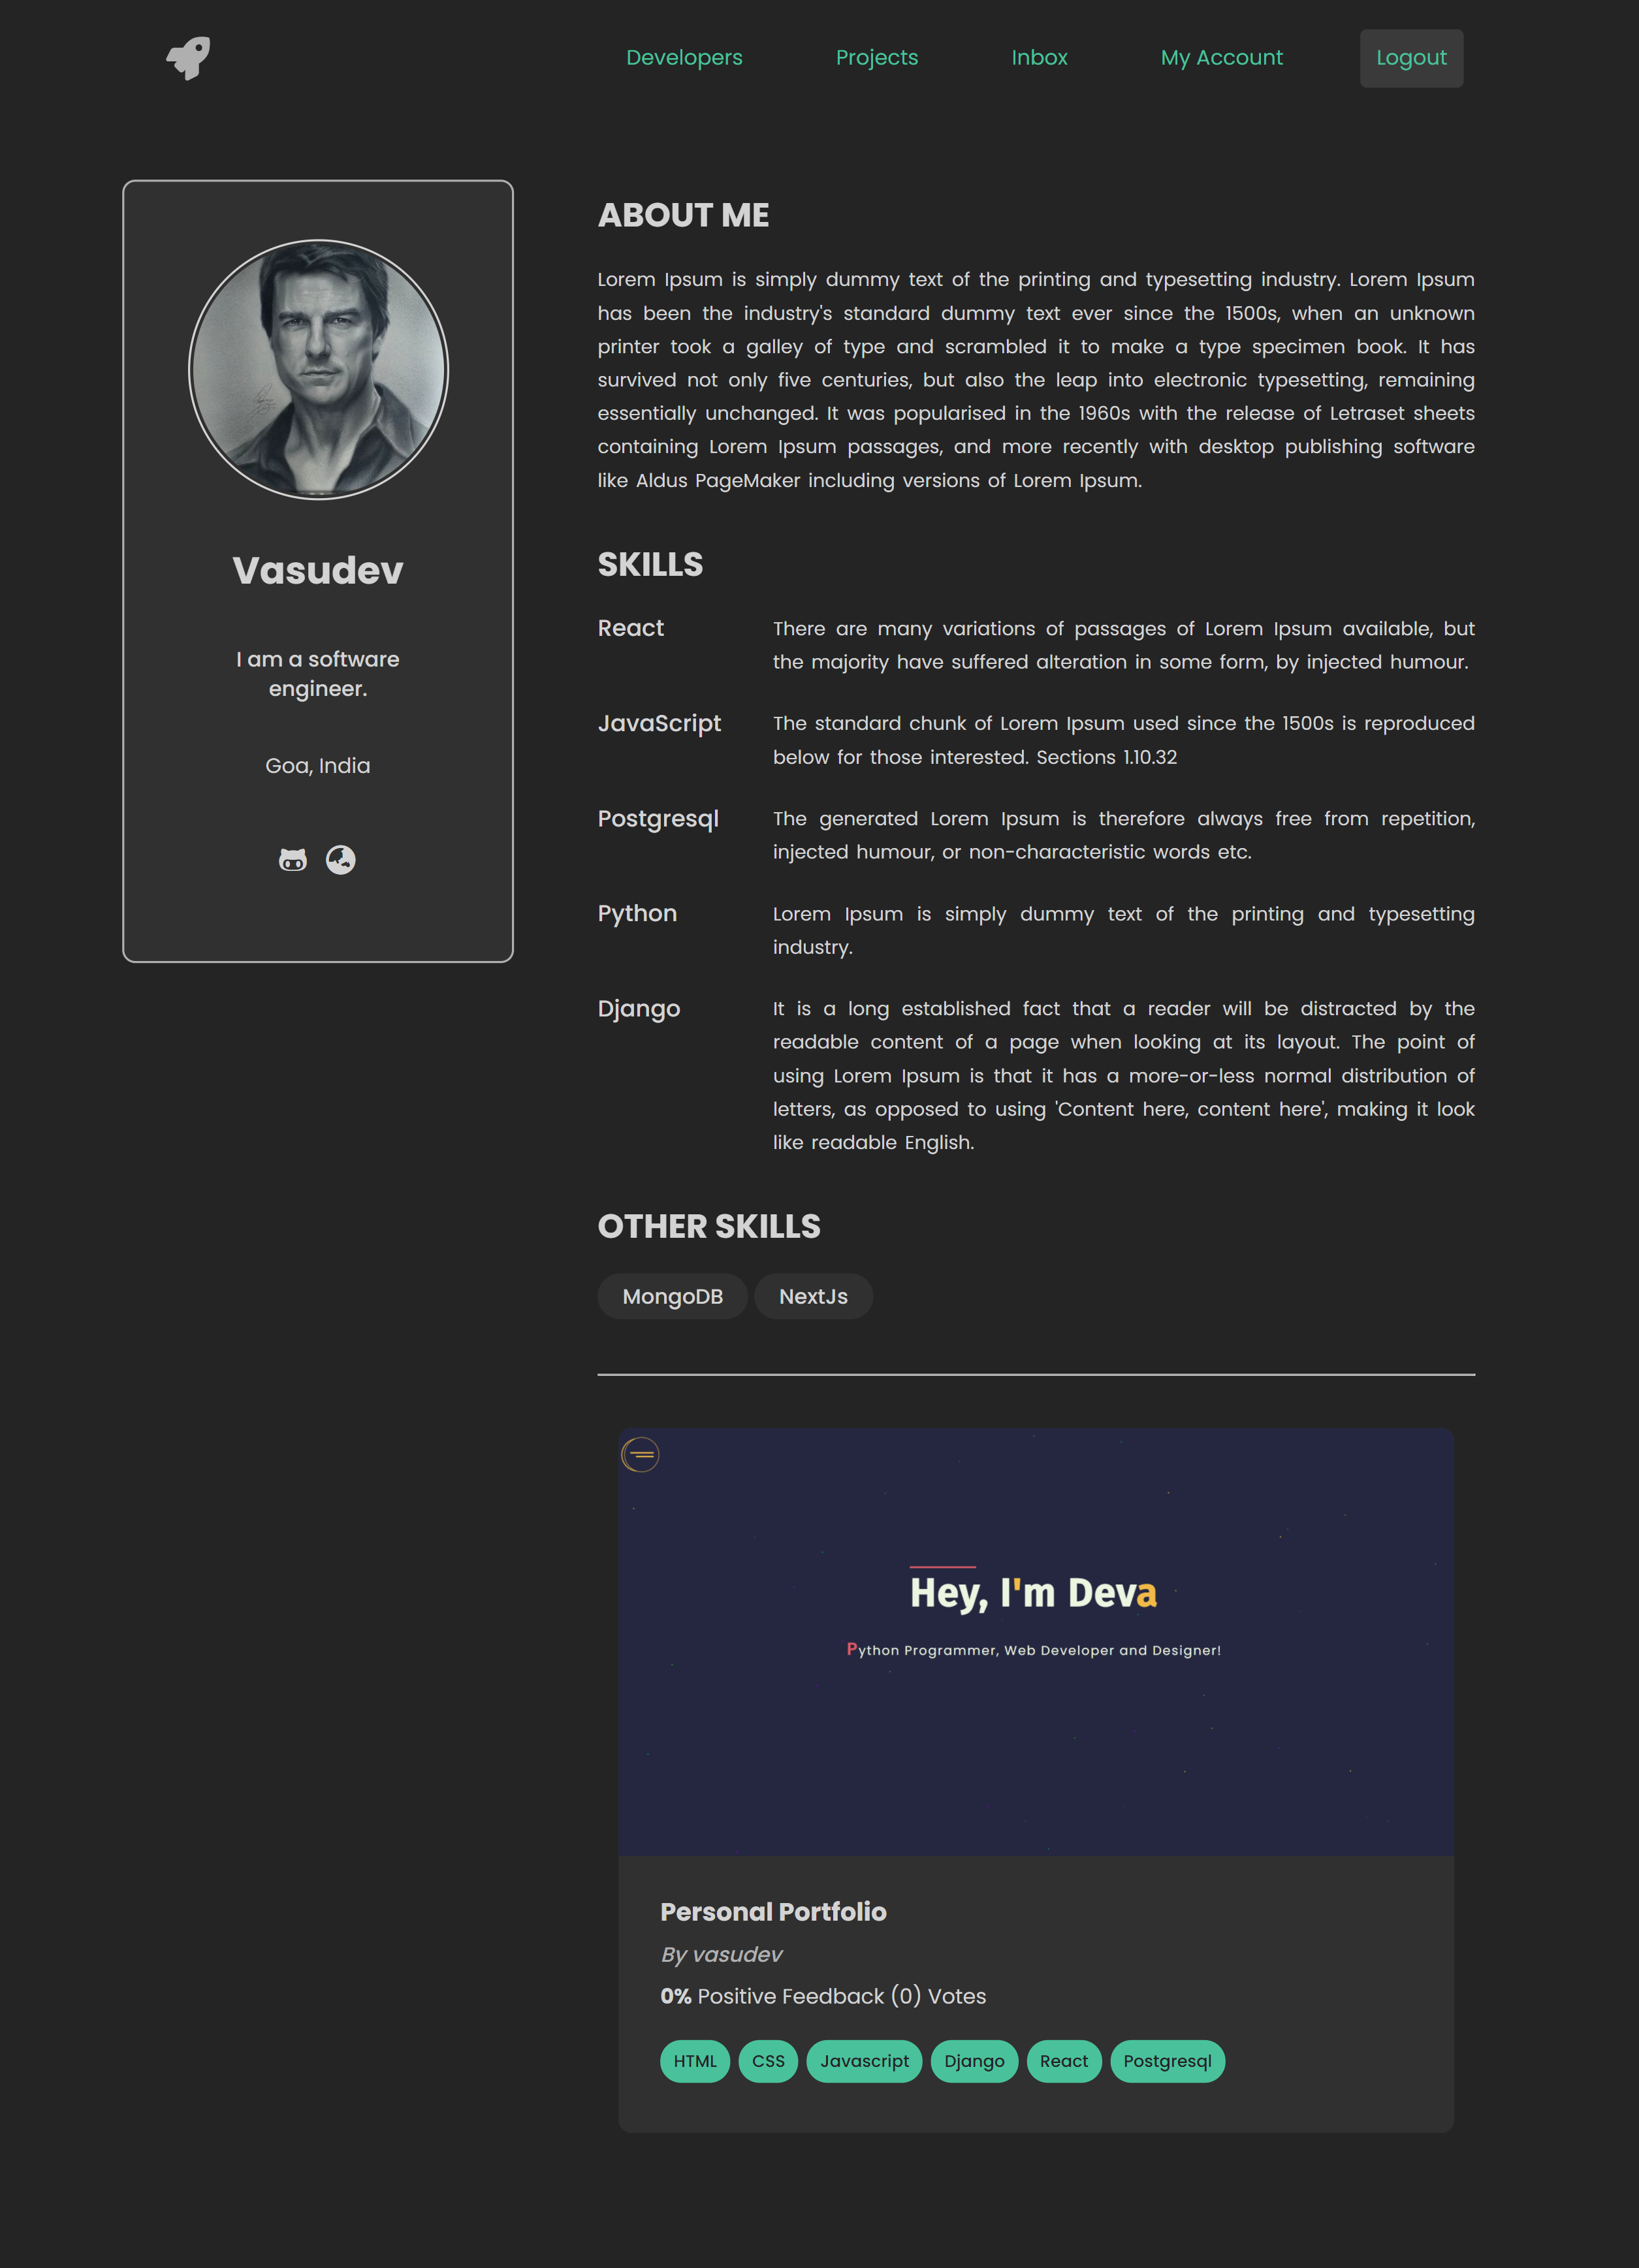 Developers
Projects
Inbox
My Account
Logout
Vasudev
I am a software
engineer.
Goa, India
ABOUT ME
Lorem Ipsum is simply dummy text of the printing and typesetting industry. Lorem Ipsum
has been the industry's standard dummy text ever since the 1500s, when an unknown
printer took a galley of type and scrambled it to make a type specimen book. It has
survived not only five centuries, but also the leap into electronic typesetting, remaining
essentially unchanged. It was popularised in the 1960s with the release of Letraset sheets
containing Lorem Ipsum passages, and more recently with desktop publishing software
like Aldus PageMaker including versions of Lorem Ipsum.
SKILLS
React
There are many variations of passages of Lorem Ipsum available, but
the majority have suffered alteration in some form, by injected humour.
JavaScript
The standard chunk of Lorem Ipsum used since the 1500s is reproduced
below for those interested. Sections 1.10.32
Postgresql
The generated Lorem Ipsum is therefore always free from repetition,
injected humour, or non-characteristic words etc.
Python
Lorem Ipsum is simply dummy text of the printing and typesetting
industry.
Django
It is a long established fact that a reader will be distracted by the
readable content of a page when looking at its layout. The point of
using Lorem Ipsum is that it has a more-or-less normal distribution of
letters, as opposed to using 'Content here, content here', making it look
like readable English.
OTHER SKILLS
MongoDB
NextJs
Hey, I'm Deva
Python Programmer, Web Developer and Designer!
Personal Portfolio
By vasudev
0% Positive Feedback (0) Votes
HTML
CSS
Javascript
Django
React
Postgresql